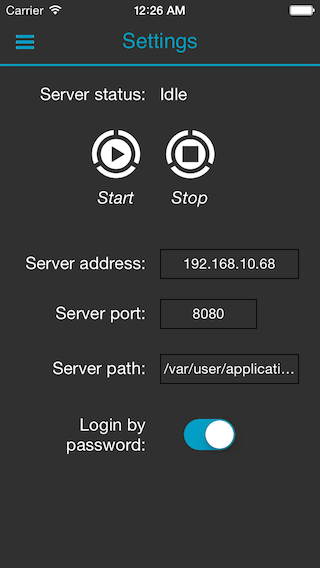 Carrier 12:26 AM
Settings
Server status: Idle
Start Stop
Server address: 192.168.10.68
Server port: 8080
Server path: /var/user/applicati...
Login by
password: